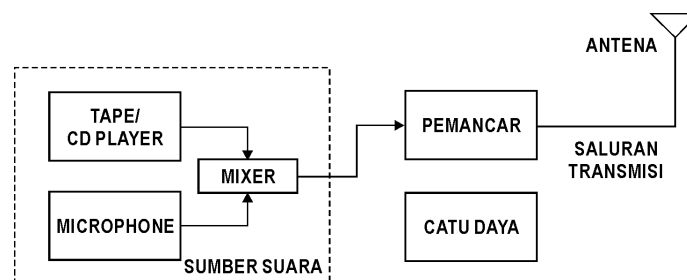 ANTENA
TAPE/
CD PLAYER
PEMANCAR
MIXER
SALURAN
TRANSMISI
MICROPHONE
CATU DAYA
SUMBER SUARA